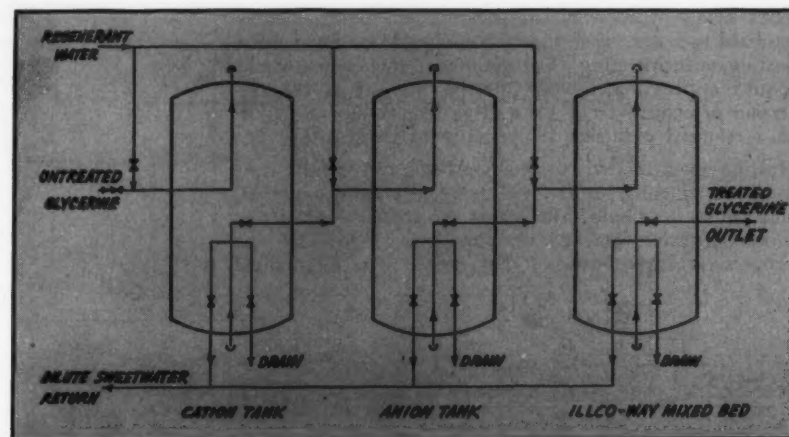 REGENERANT
WATER
UNTREATED
GLYCERINE
TREATED
GLYCERINE
OUTLET
DRAIN
DRAIN
DRAIN
DILUTE SWEETWATER
RETURN
CATION TANK
ANION TANK
ILLCO-WAY MIXED BED